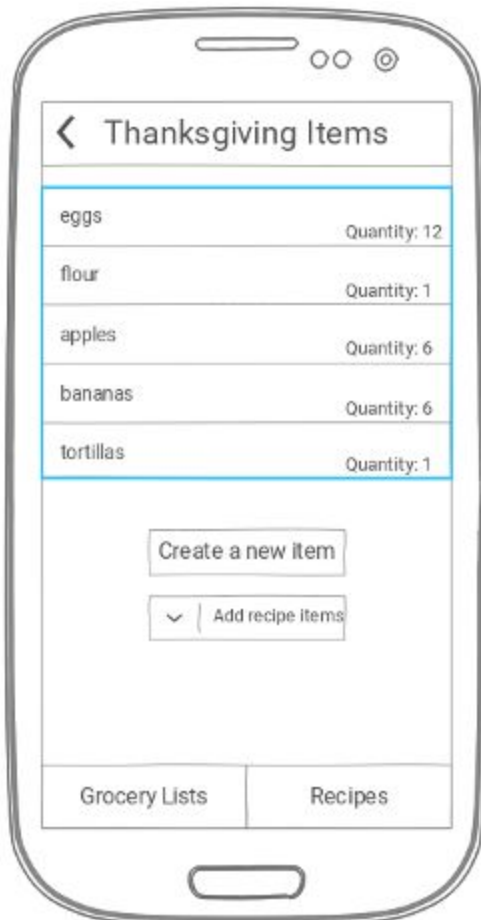 Thanksgiving Items
eggs
Quantity: 12
flour
Quantity: 1
apples
Quantity: 6
bananas
Quantity: 6
tortillas
Quantity: 1
Create a new item
Add recipe items
Grocery Lists
Recipes